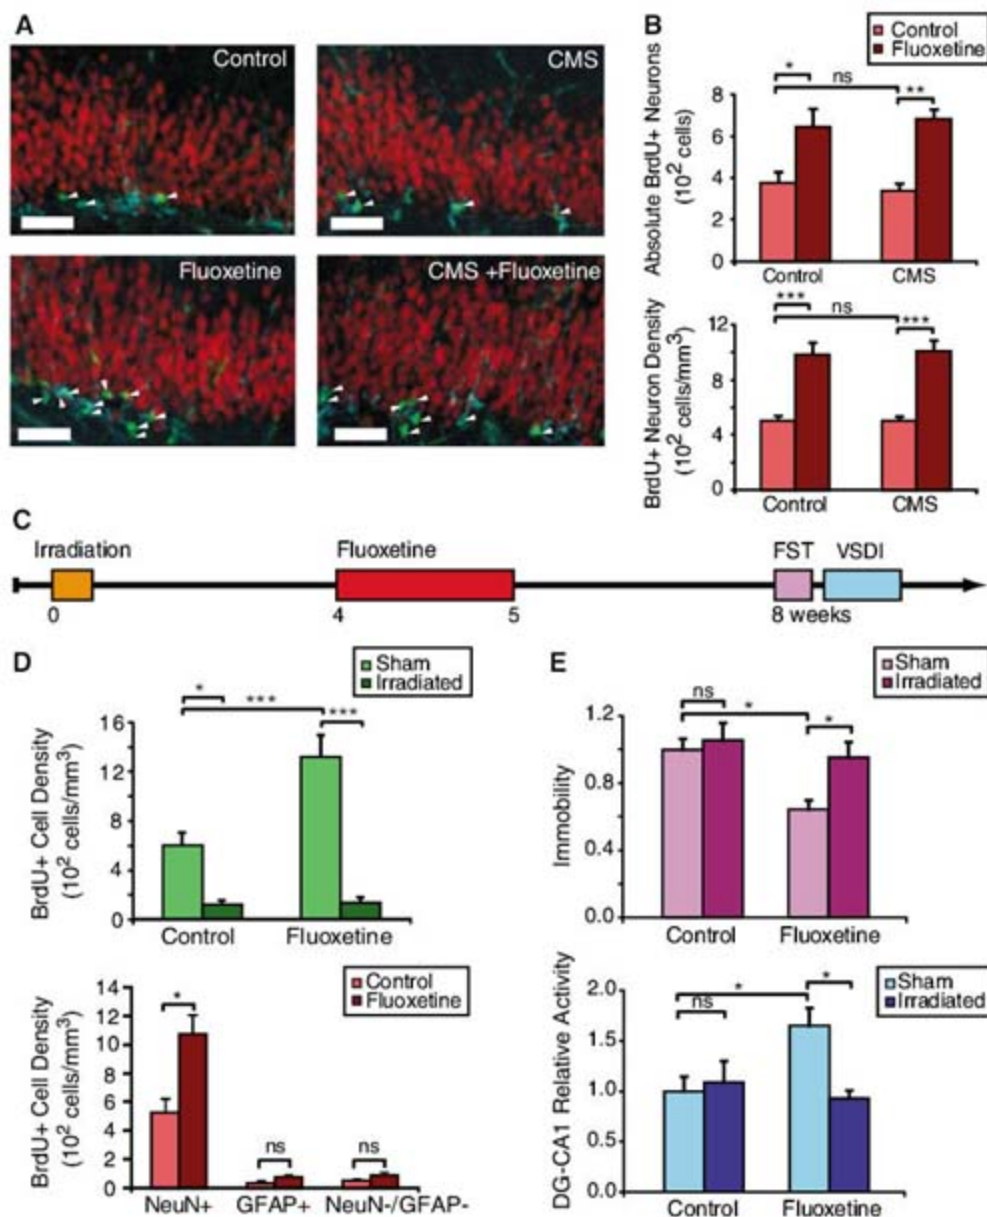 A
Control
CMS
Fluoxetine
CMS +Fluoxetine
B
Control
Fluoxetine
Absolute BrdU+ Neurons
(10² cells)
8
6
4
2
0
*
ns
**
Control
CMS
BrdU+ Neuron Density
(10² cells/mm³)
12
8
4
0
***
ns
***
Control
CMS
C
Irradiation
Fluoxetine
FST
VSDI
0
4
5
8 weeks
D
Sham
Irradiated
BrdU+ Cell Density
(10² cells/mm³)
16
12
8
4
0
*
***
***
Control
Fluoxetine
Control
Fluoxetine
BrdU+ Cell Density
(10² cells/mm³)
14
12
10
8
6
4
2
0
*
ns
ns
NeuN+
GFAP+
NeuN-/GFAP-
E
Sham
Irradiated
Immobility
1.2
0.8
0.4
0.0
ns
*
*
Control
Fluoxetine
Sham
Irradiated
DG-CA1 Relative Activity
2.0
1.5
1.0
0.5
0.0
ns
*
*
Control
Fluoxetine